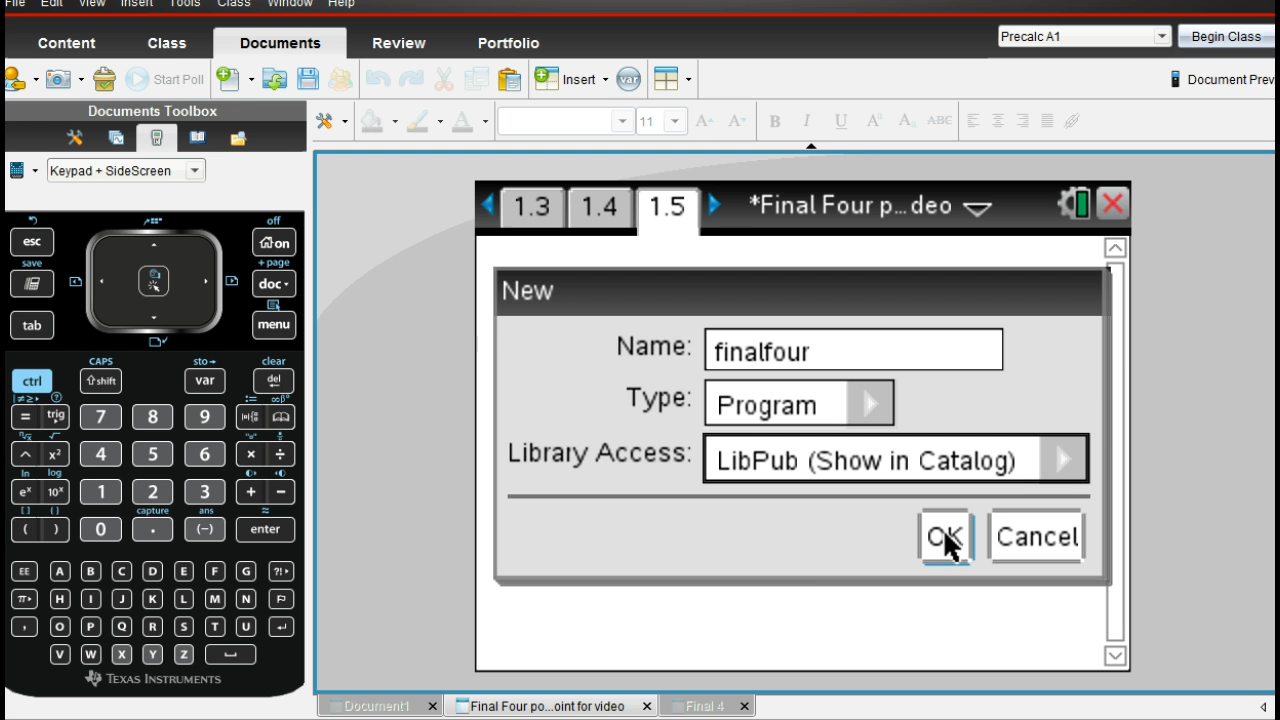 File Edit View Insert Tools Class Window Help
Content Class Documents Review Portfolio Precalc A1 Begin Class
Start Poll Insert var Document Prev
Documents Toolbox
11 B I U ABC
Keypad + SideScreen
1.3 1.4 1.5 *Final Four p...deo
New
Name: finalfour
Type: Program
Library Access: LibPub (Show in Catalog)
OK Cancel
off
esc on
save + page
doc
tab menu
CAPS sto→ clear
ctrl shift var del
= trig 7 8 9
^ x² 4 5 6 × ÷
ln log
eˣ 10ˣ 1 2 3 + −
[ ] { } capture ans ≈
( ) 0 . (−) enter
EE A B C D E F G ?!▸
π▸ H I J K L M N
, O P Q R S T U
V W X Y Z
TEXAS INSTRUMENTS
Document1 Final Four po...oint for video Final 4